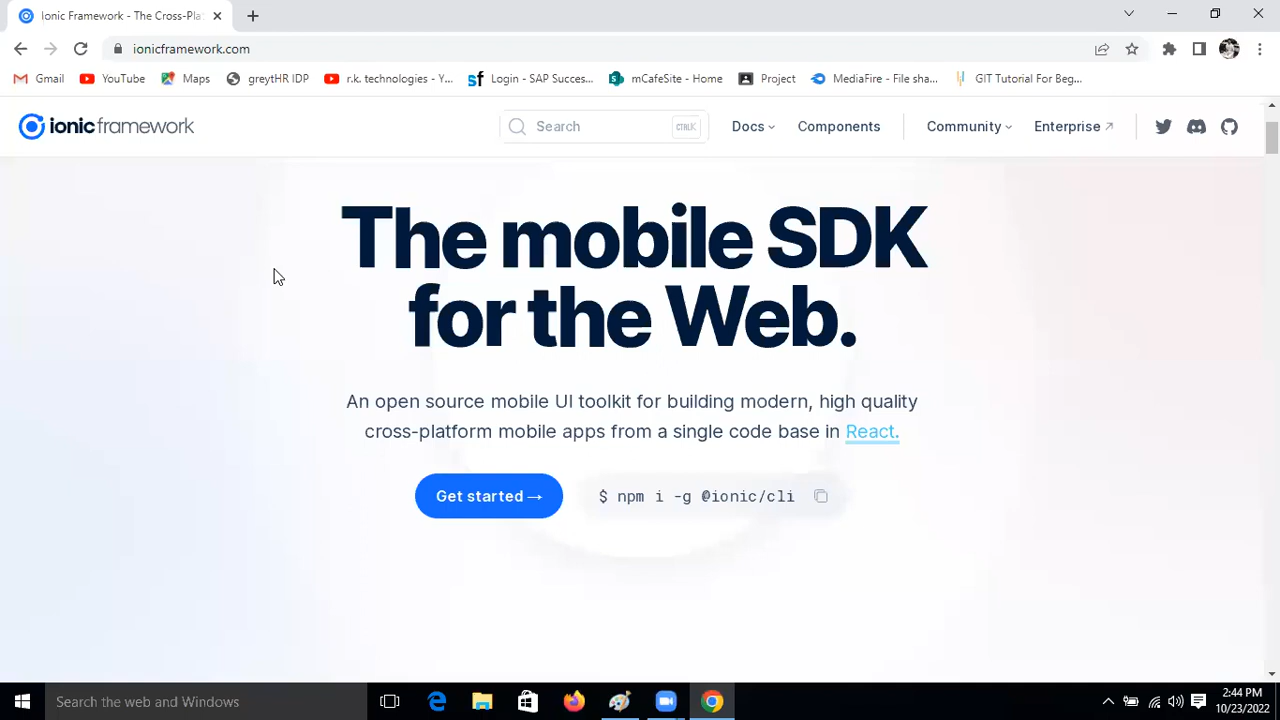 Ionic Framework - The Cross-Pla
ionicframework.com
Gmail YouTube Maps greytHR IDP r.k. technologies - Y... Login - SAP Succes... mCafeSite - Home Project MediaFire - File sha... GIT Tutorial For Beg...
ionicframework Search CTRLK Docs Components Community Enterprise ↗
The mobile SDK
for the Web.
An open source mobile UI toolkit for building modern, high quality
cross-platform mobile apps from a single code base in React.
Get started → $ npm i -g @ionic/cli
Search the web and Windows 2:44 PM
10/23/2022